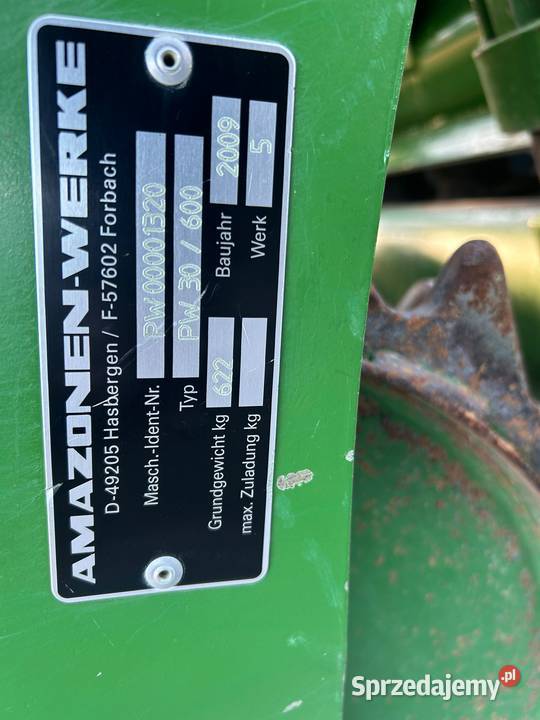 AMAZONEN-WERKE
D-49205 Hasbergen / F-57602 Forbach
Masch.-Ident-Nr. RW00001320
Typ PW 30 / 600
Grundgewicht kg 622 Baujahr 2009
max. Zuladung kg Werk 5
Sprzedajemy.pl